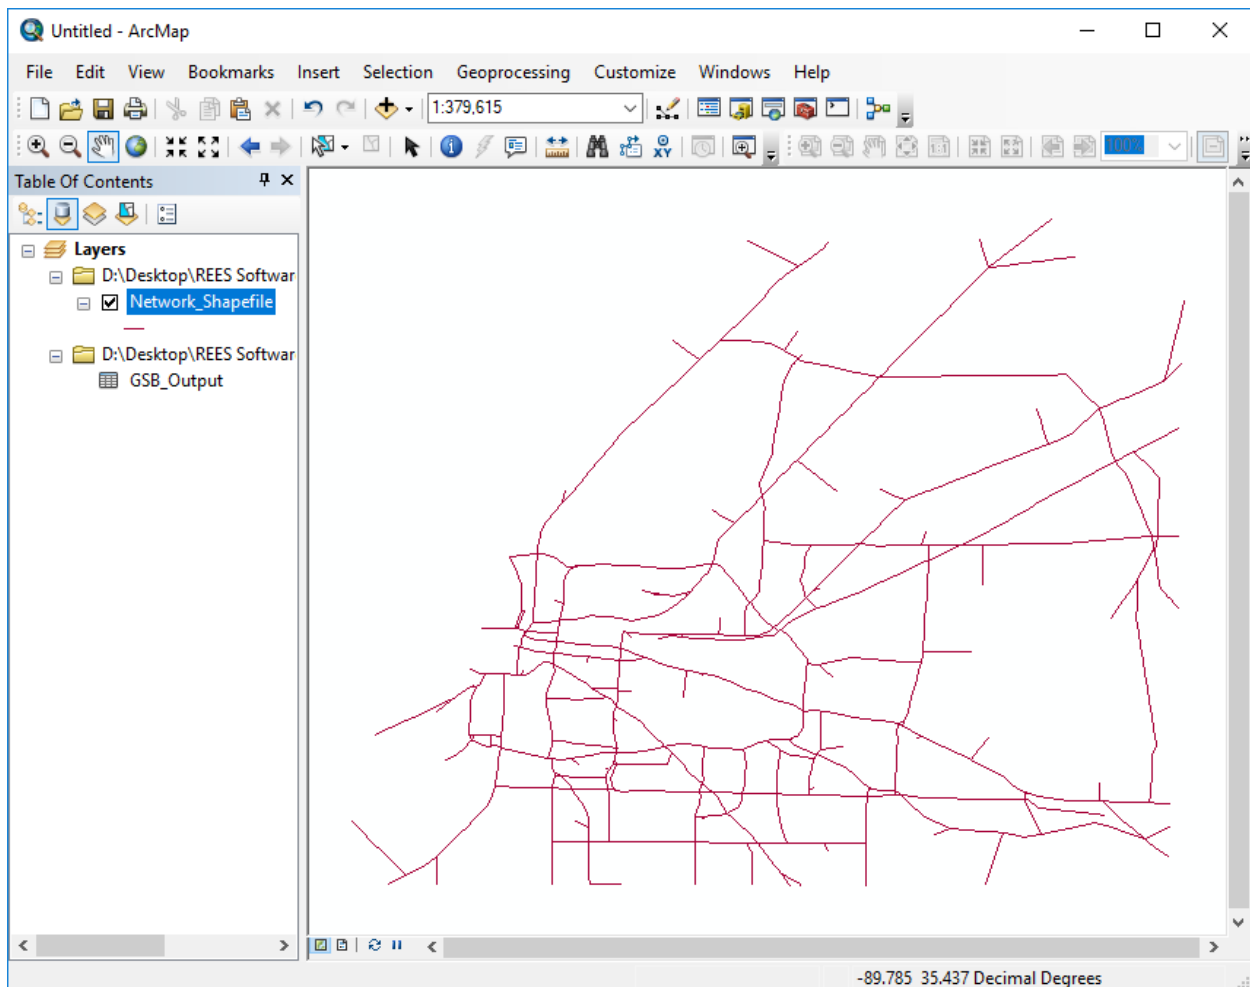 Untitled - ArcMap
File Edit View Bookmarks Insert Selection Geoprocessing Customize Windows Help
1:379,615
100%
Table Of Contents
Layers
D:\Desktop\REES Softwar
Network_Shapefile
D:\Desktop\REES Softwar
GSB_Output
-89.785 35.437 Decimal Degrees